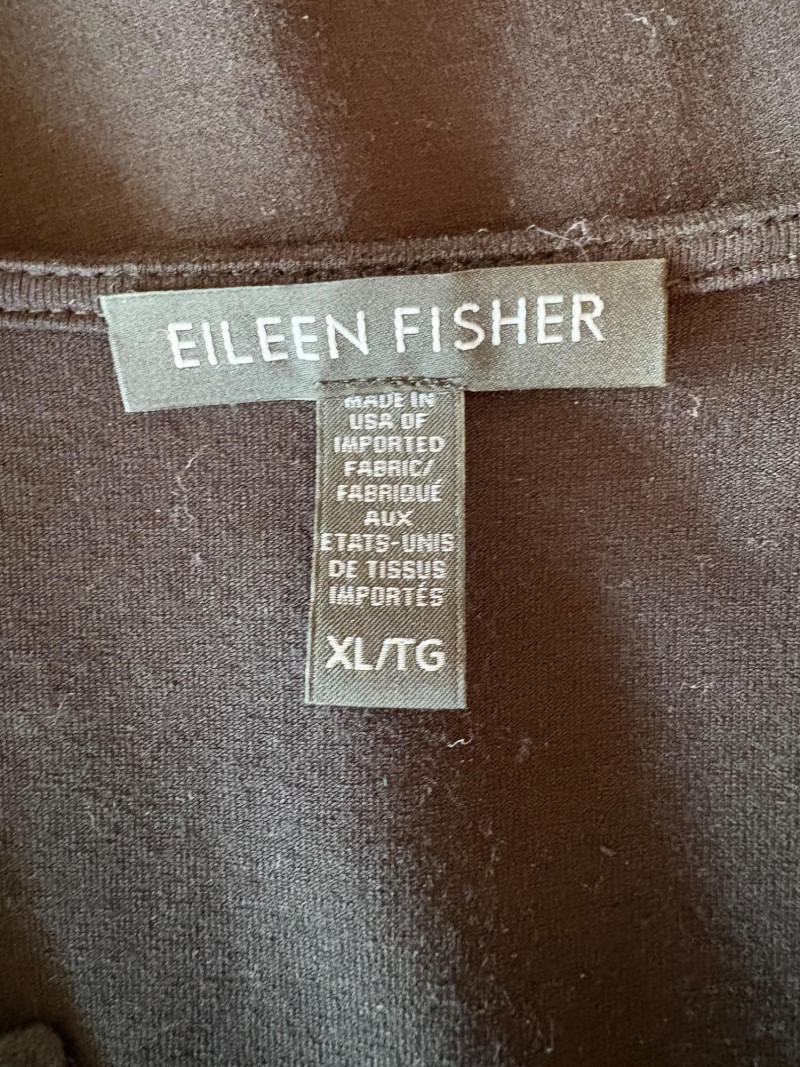 EILEEN FISHER
MADE IN
USA OF
IMPORTED
FABRIC/
FABRIQUÉ
AUX
ETATS-UNIS
DE TISSUS
IMPORTÉS
XL/TG